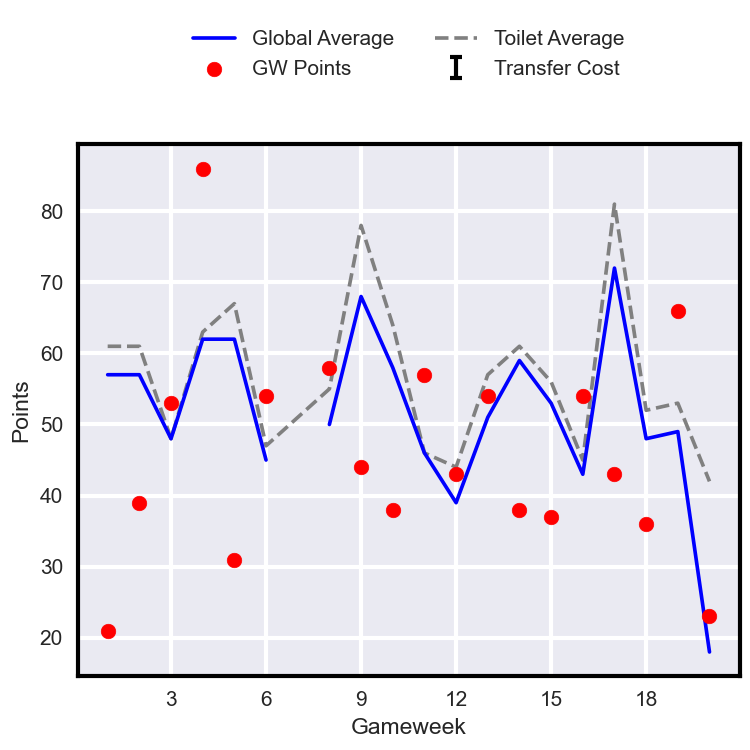 Global Average
Toilet Average
GW Points
Transfer Cost
80
70
60
50
40
30
20
Points
3 6 9 12 15 18
Gameweek